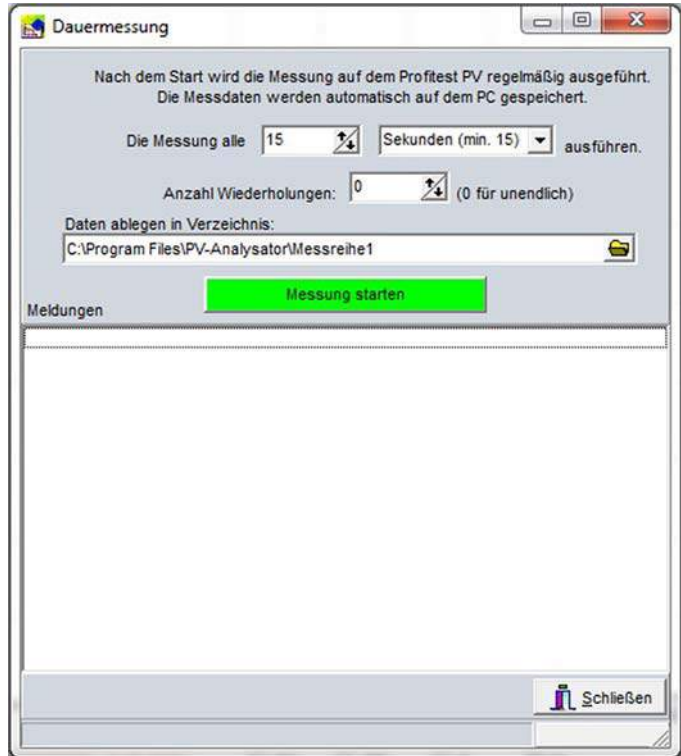 Dauermessung
Nach dem Start wird die Messung auf dem Profitest PV regelmäßig ausgeführt.
Die Messdaten werden automatisch auf dem PC gespeichert.
Die Messung alle 15 Sekunden (min. 15) ausführen.
Anzahl Wiederholungen: 0 (0 für unendlich)
Daten ablegen in Verzeichnis:
C:\Program Files\PV-Analysator\Messreihe1
Messung starten
Meldungen
Schließen